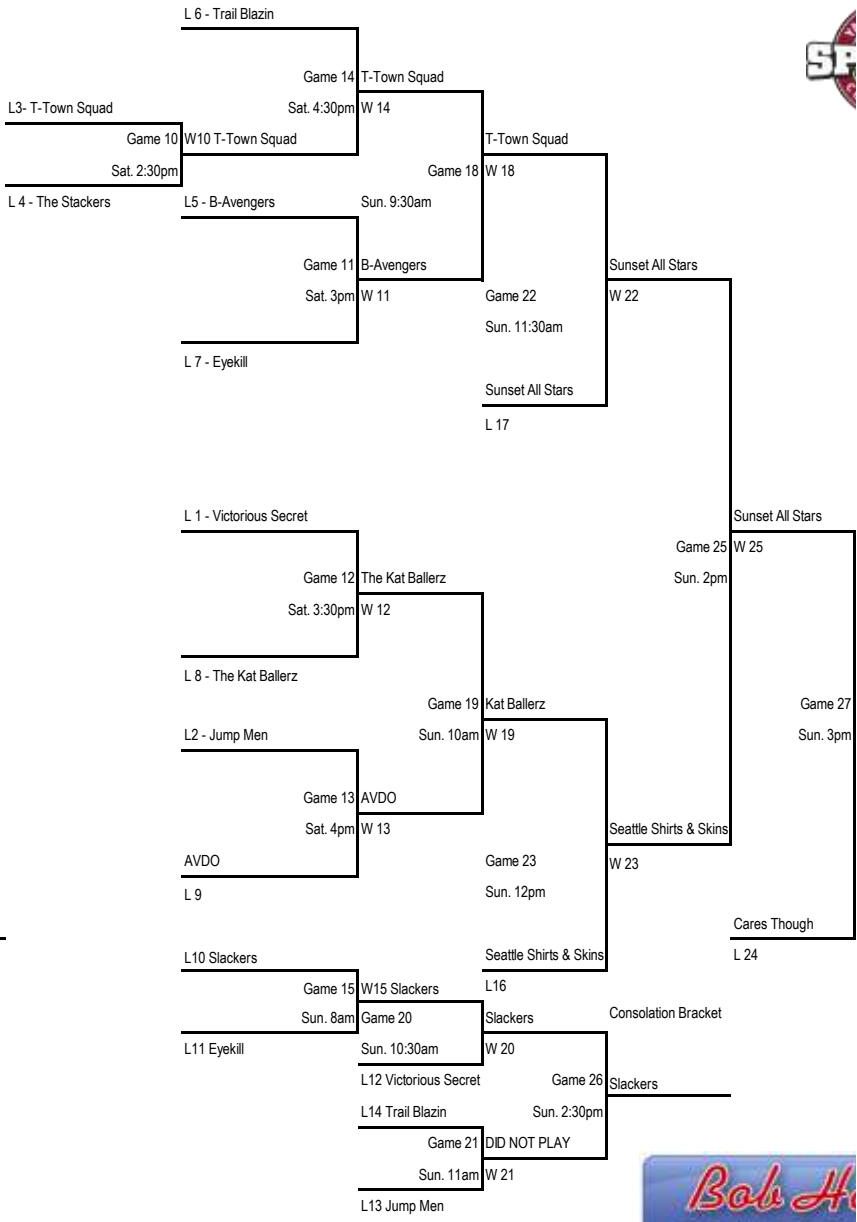 L 6 - Trail Blazin
Game 14 T-Town Squad
L3- T-Town Squad
Sat. 4:30pm W 14
Game 10 W10 T-Town Squad
T-Town Squad
Sat. 2:30pm
Game 18 W 18
L 4 - The Stackers
L5 - B-Avengers
Sun. 9:30am
Game 11 B-Avengers
Sunset All Stars
Sat. 3pm W 11
Game 22
W 22
Sun. 11:30am
L 7 - Eyekill
Sunset All Stars
L 17
L 1 - Victorious Secret
Sunset All Stars
Game 25 W 25
Game 12 The Kat Ballerz
Sun. 2pm
Sat. 3:30pm W 12
L 8 - The Kat Ballerz
Game 19 Kat Ballerz
Game 27
L2 - Jump Men
Sun. 10am W 19
Sun. 3pm
Game 13 AVDO
Sat. 4pm W 13
Seattle Shirts & Skins
AVDO
Game 23
W 23
L 9
Sun. 12pm
Cares Though
L10 Slackers
Seattle Shirts & Skins
L 24
Game 15 W15 Slackers
L16
Sun. 8am Game 20
Slackers
Consolation Bracket
L11 Eyekill
Sun. 10:30am
W 20
L12 Victorious Secret
Game 26 Slackers
L14 Trail Blazin
Sun. 2:30pm
Game 21 DID NOT PLAY
Sun. 11am W 21
L13 Jump Men
Bob